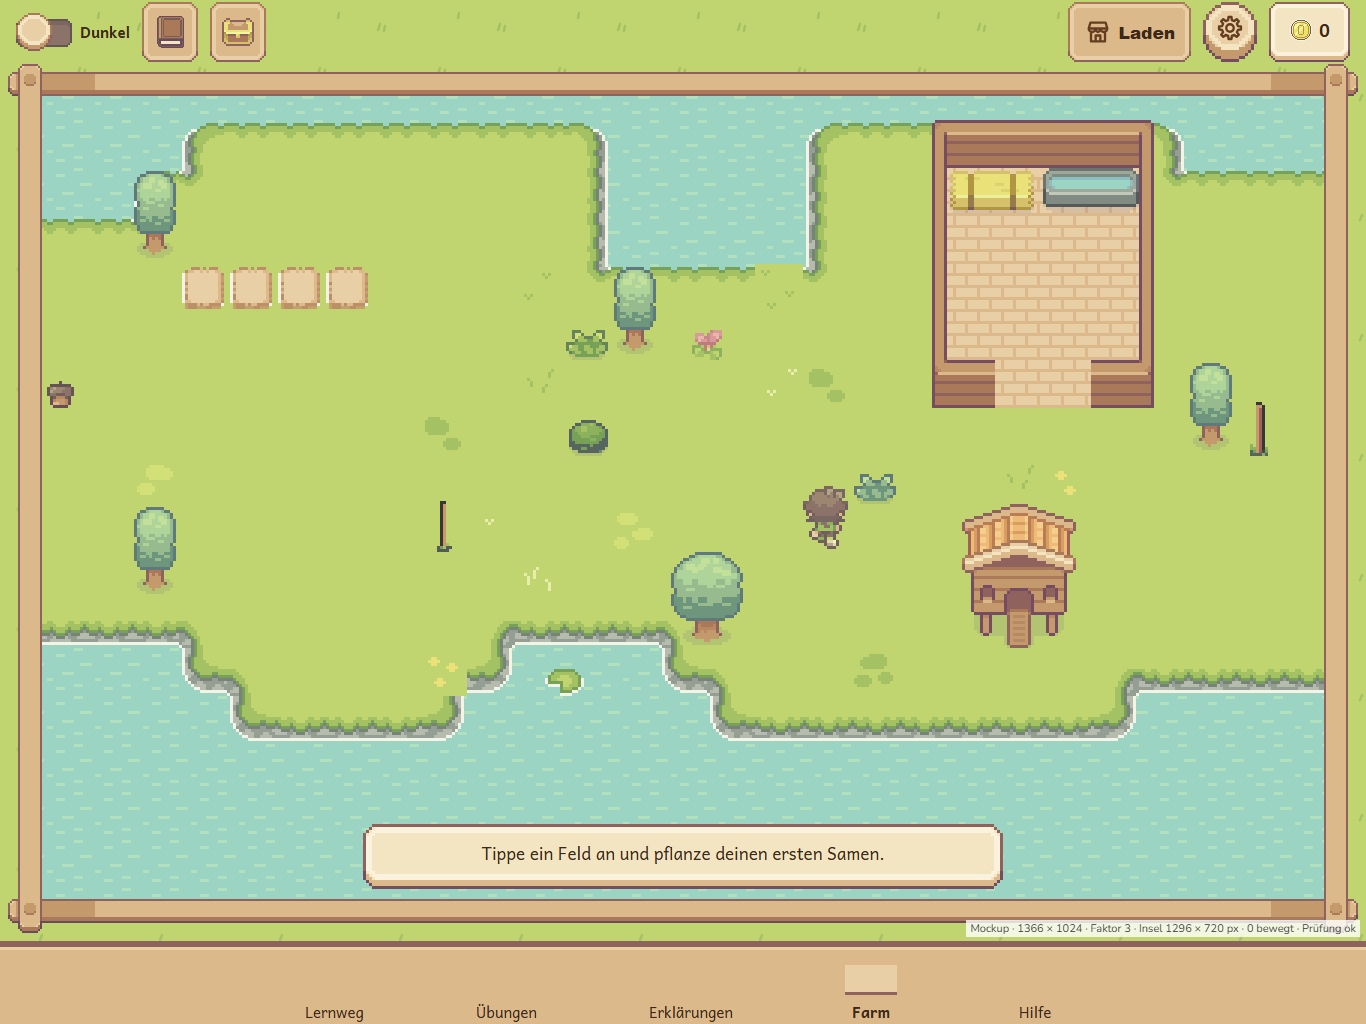 Dunkel
Laden
0
Tippe ein Feld an und pflanze deinen ersten Samen.
Mockup · 1366 × 1024 · Faktor 3 · Insel 1296 × 720 px · 0 bewegt · Prüfung ok
Lernweg
Übungen
Erklärungen
Farm
Hilfe